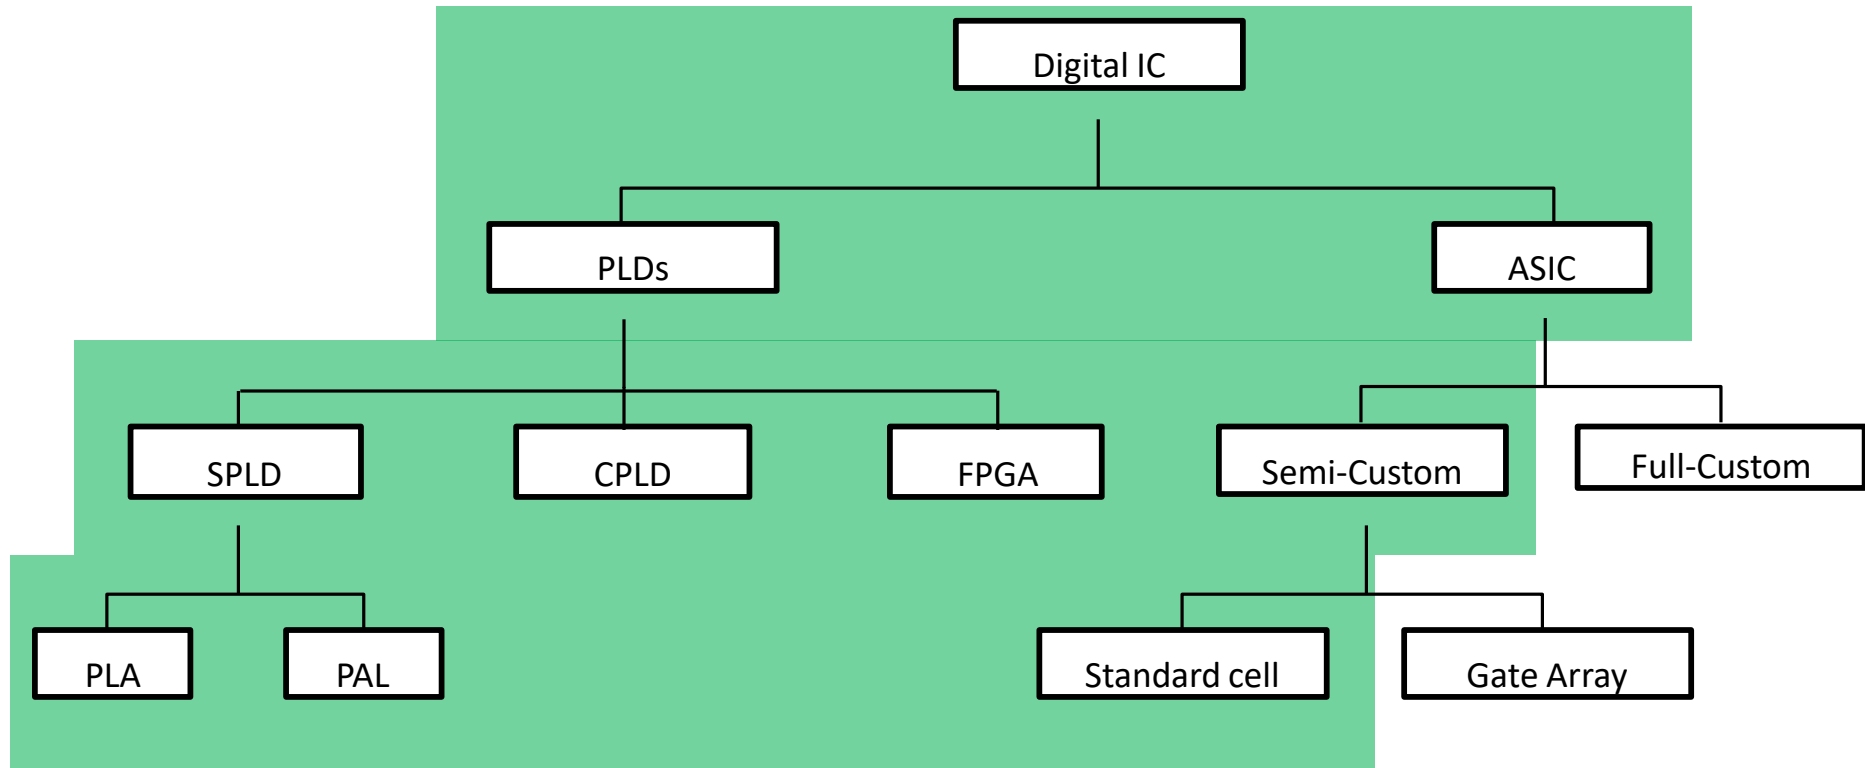 Digital IC
PLDs
ASIC
SPLD
CPLD
FPGA
Semi-Custom
Full-Custom
PLA
PAL
Standard cell
Gate Array